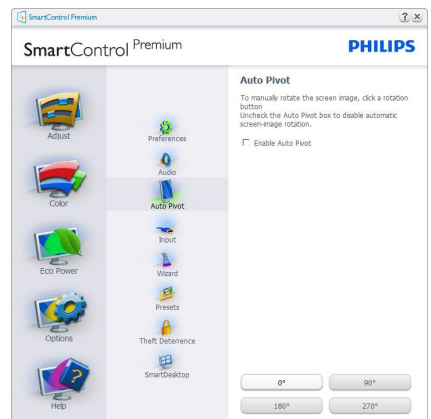 SmartControl Premium
? ×
SmartControl Premium
PHILIPS
Adjust
Color
Eco Power
Options
Help
Preferences
Audio
Auto Pivot
Input
Wizard
Presets
Theft Deterrence
SmartDesktop
Auto Pivot
To manually rotate the screen image, click a rotation
button
Uncheck the Auto Pivot box to disable automatic
screen-image rotation.
Enable Auto Pivot
0°
90°
180°
270°